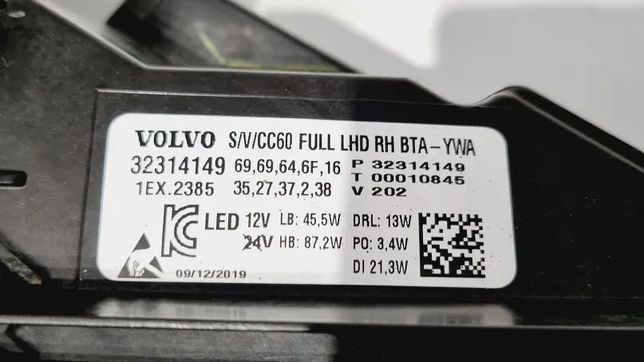 VOLVO S/V/CC60 FULL LHD RH BTA-YWA
32314149 69,69,64,6F,16 P 32314149
T 00010845
1EX.2385 35,27,37,2,38 V 202
LED 12V LB: 45,5W DRL: 13W
24V HB: 87.2W PO: 3,4W
DI 21,3W
09/12/2019